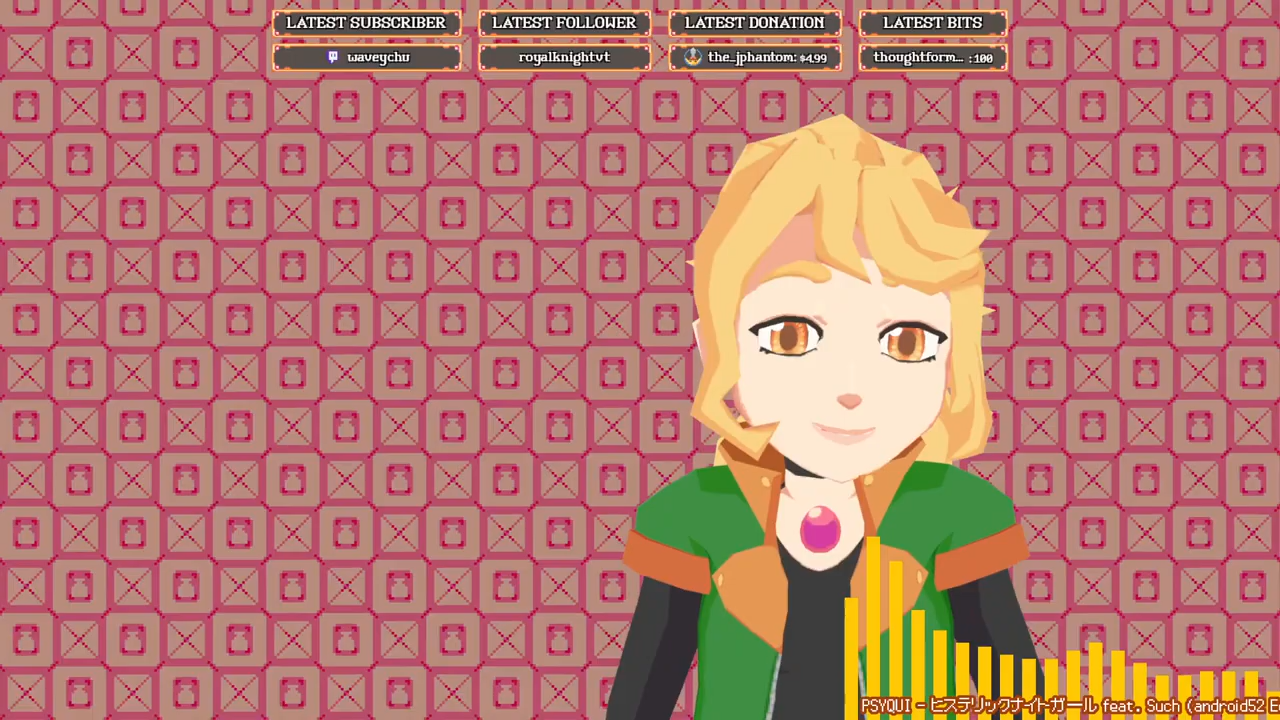 LATEST SUBSCRIBER LATEST FOLLOWER LATEST DONATION LATEST BITS
waveychu royalknightvt the_jphantom: $4.99 thoughtform... :100
PSYQUI - ヒステリックナイトガール feat. Such (android52 E